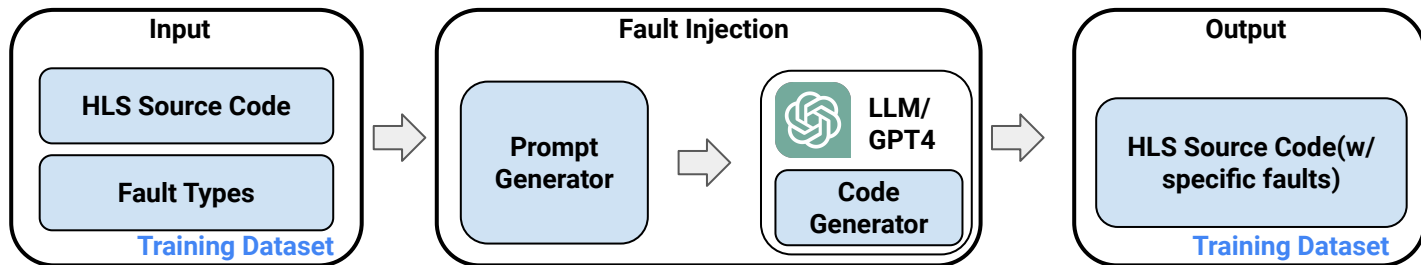 Input
HLS Source Code
Fault Types
Training Dataset
Fault Injection
Prompt
Generator
LLM/
GPT4
Code
Generator
Output
HLS Source Code(w/
specific faults)
Training Dataset